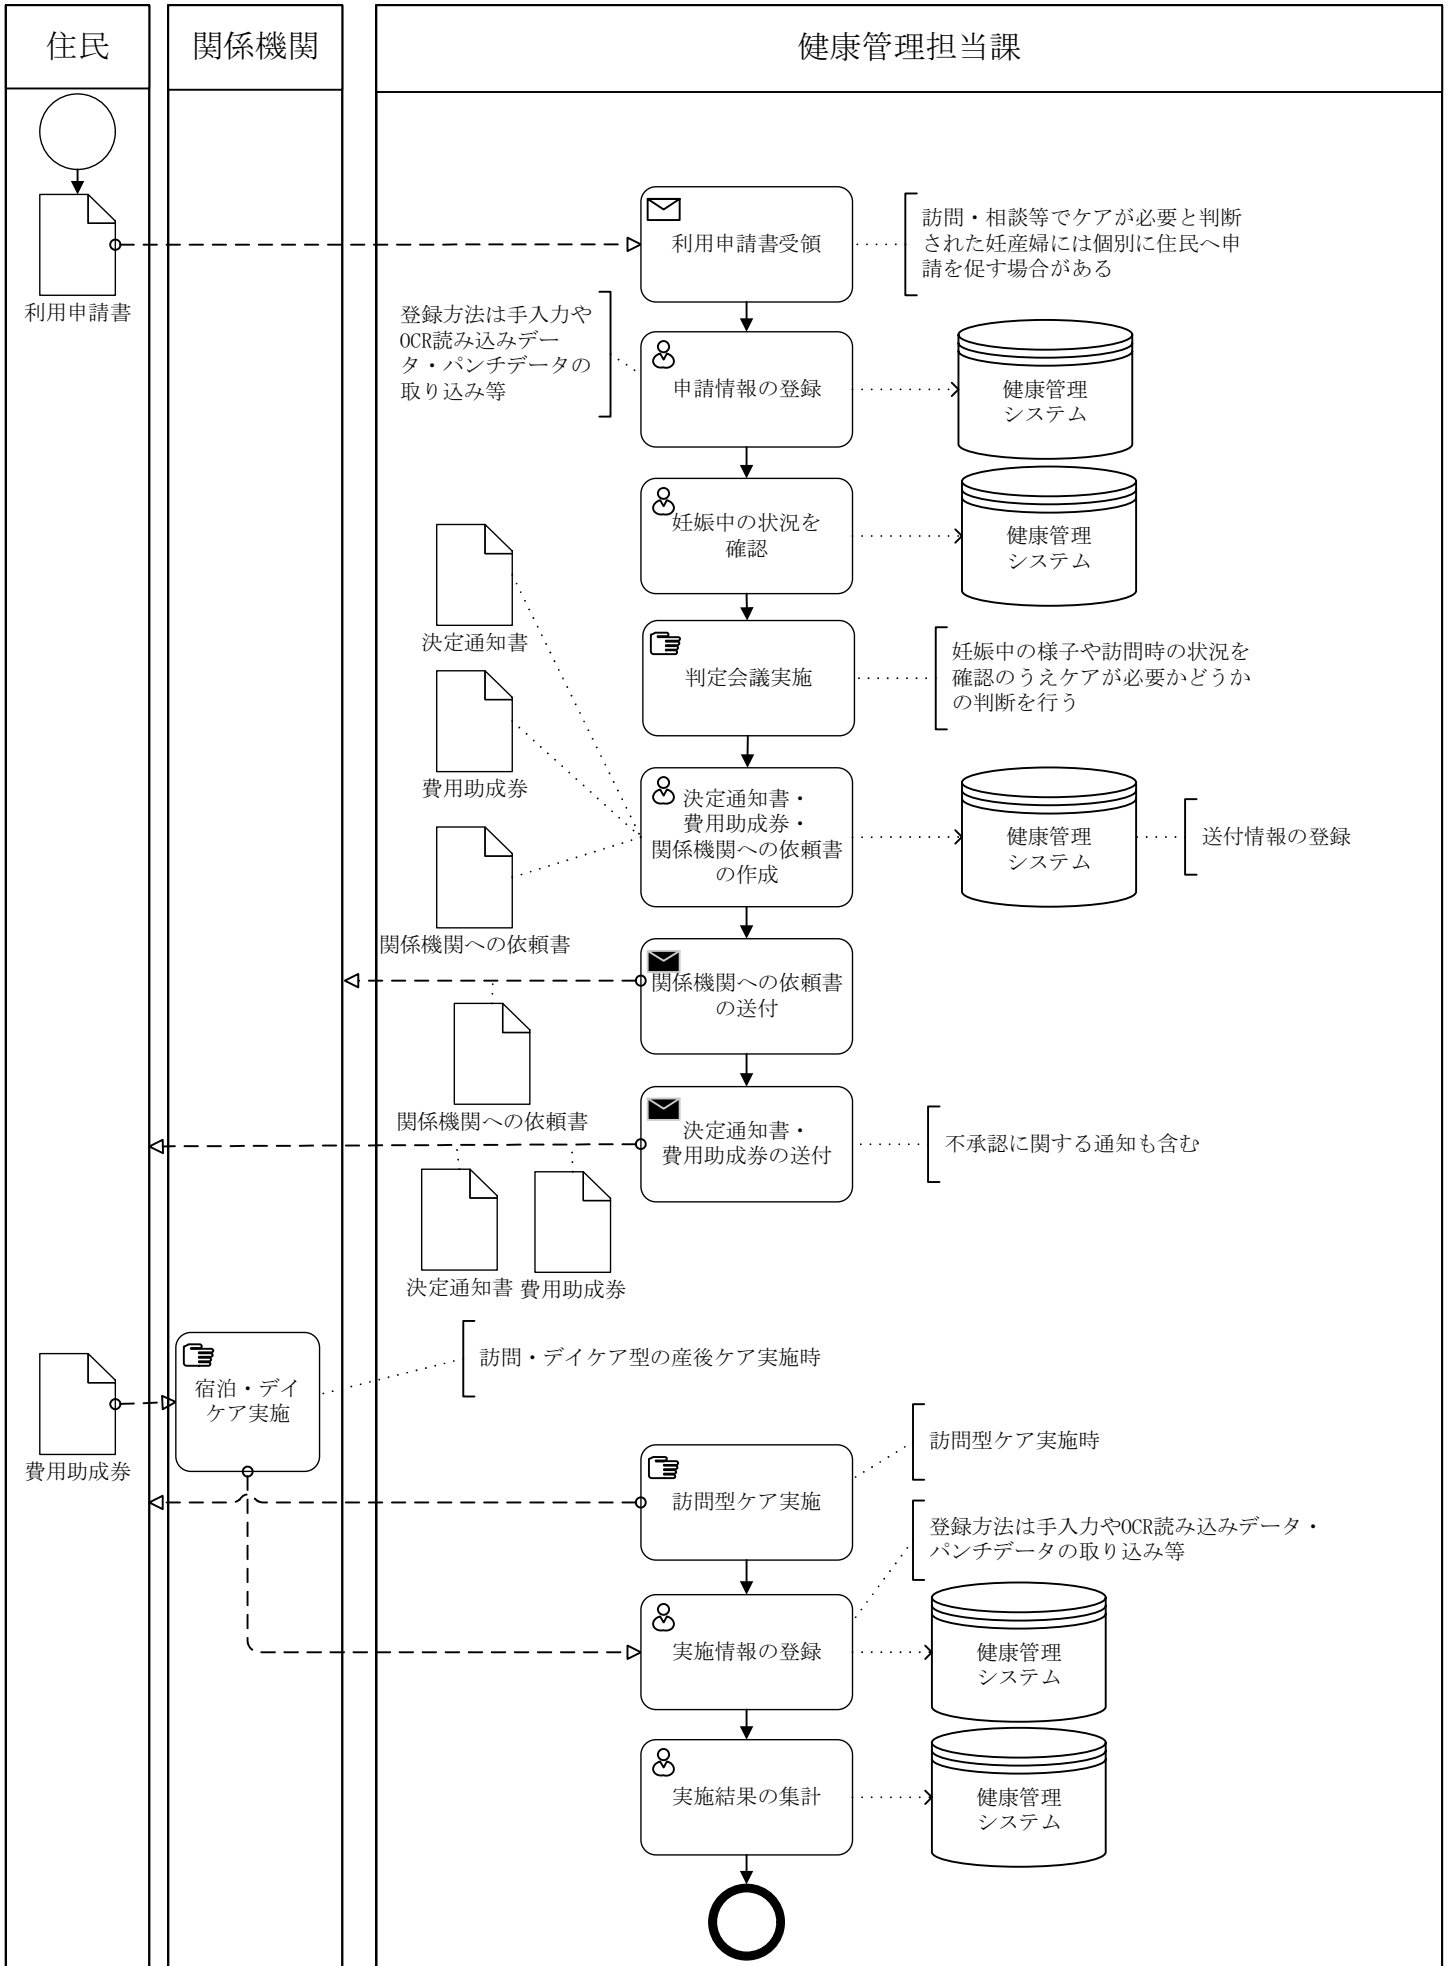 住民
関係機関
健康管理担当課
利用申請書
利用申請書受領
訪問・相談等でケアが必要と判断
された妊産婦には個別に住民へ申
請を促す場合がある
登録方法は手入力や
OCR読み込みデー
タ・パンチデータの
取り込み等
申請情報の登録
健康管理
システム
妊娠中の状況を
確認
健康管理
システム
決定通知書
判定会議実施
妊娠中の様子や訪問時の状況を
確認のうえケアが必要かどうか
の判断を行う
費用助成券
決定通知書・
費用助成券・
関係機関への依頼書
の作成
健康管理
システム
送付情報の登録
関係機関への依頼書
関係機関への依頼書
の送付
関係機関への依頼書
決定通知書・
費用助成券の送付
不承認に関する通知も含む
決定通知書
費用助成券
費用助成券
宿泊・デイ
ケア実施
訪問・デイケア型の産後ケア実施時
訪問型ケア実施
訪問型ケア実施時
登録方法は手入力やOCR読み込みデータ・
パンチデータの取り込み等
実施情報の登録
健康管理
システム
実施結果の集計
健康管理
システム